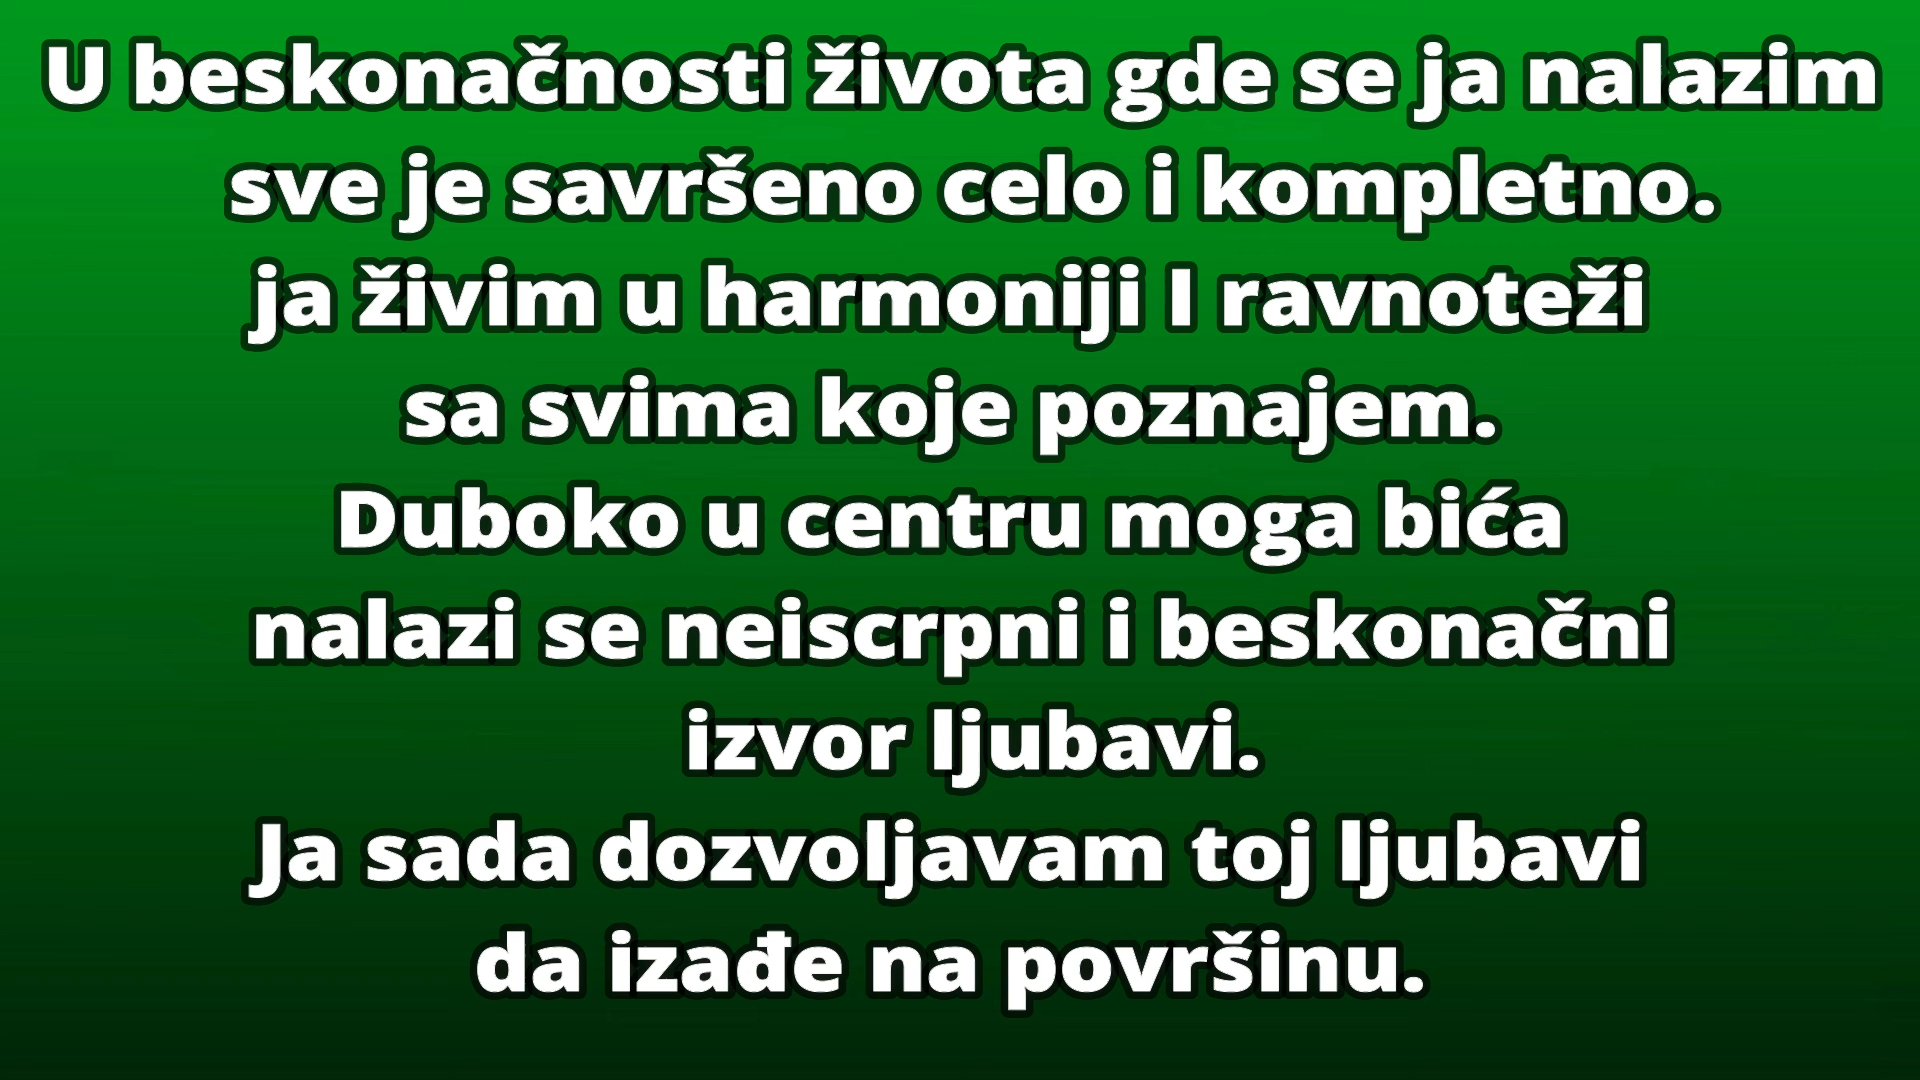 U beskonačnosti života gde se ja nalazim
sve je savršeno celo i kompletno.
ja živim u harmoniji I ravnoteži
sa svima koje poznajem.
Duboko u centru moga bića
nalazi se neiscrpni i beskonačni
izvor ljubavi.
Ja sada dozvoljavam toj ljubavi
da izađe na površinu.